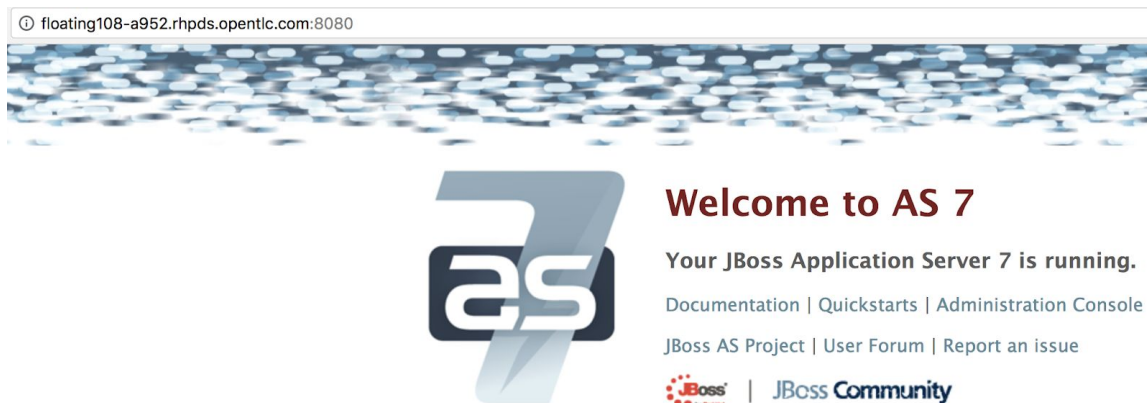 floating108-a952.rhpds.opentlc.com:8080
as
7
Welcome to AS 7
Your JBoss Application Server 7 is running.
Documentation | Quickstarts | Administration Console
JBoss AS Project | User Forum | Report an issue
JBoss | JBoss Community